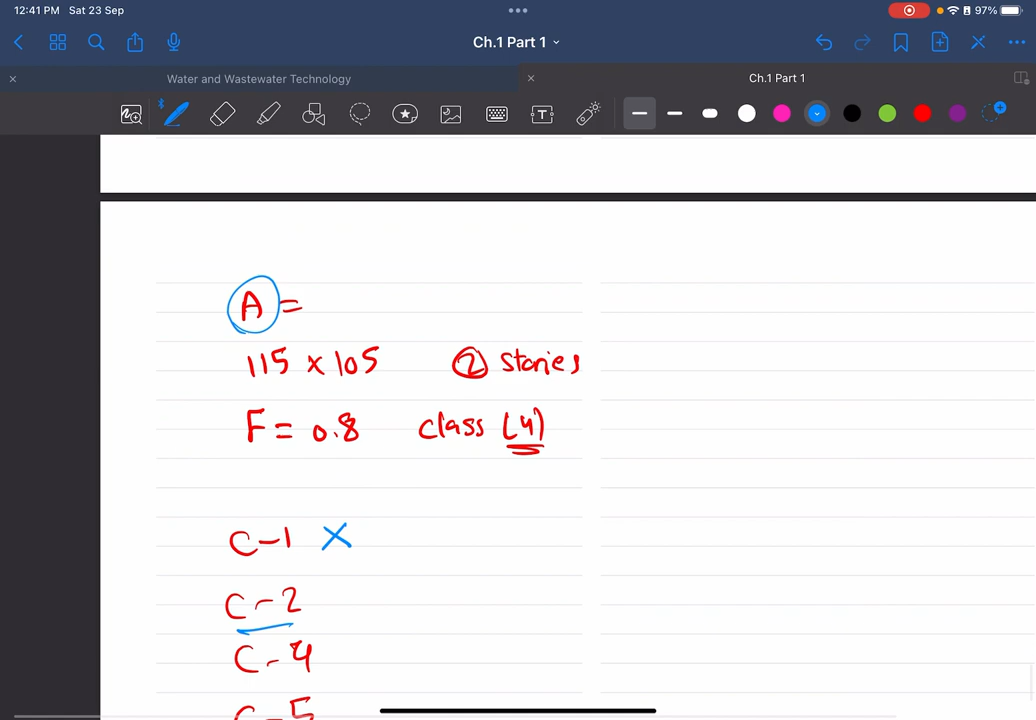 12:41 PM Sat 23 Sep 97%
Ch.1 Part 1
Water and Wastewater Technology Ch.1 Part 1
A =
115 x 105 2 stories
F = 0.8 class (4)
C-1 X
C-2
C-4
C-5